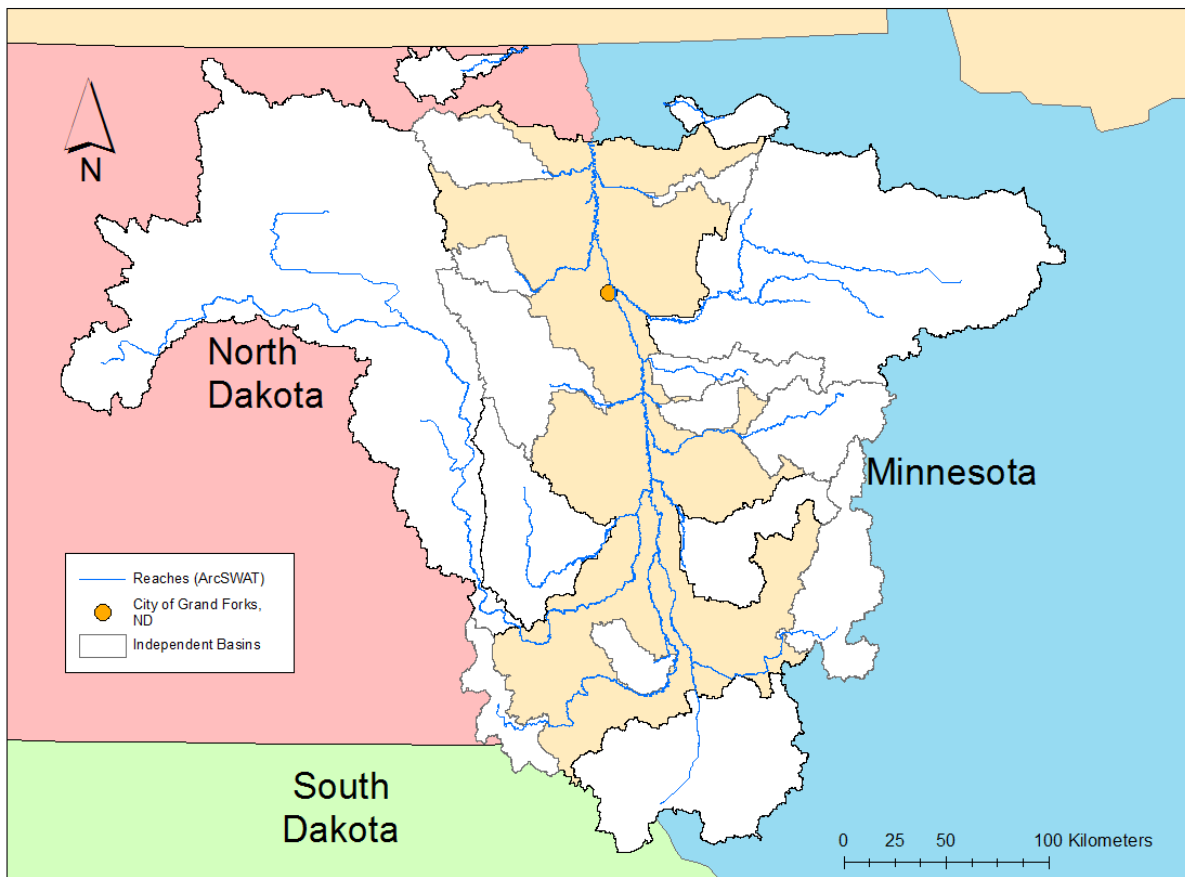 N
North
Dakota
Minnesota
Reaches (ArcSWAT)
City of Grand Forks,
ND
Independent Basins
South
Dakota
0 25 50 100 Kilometers